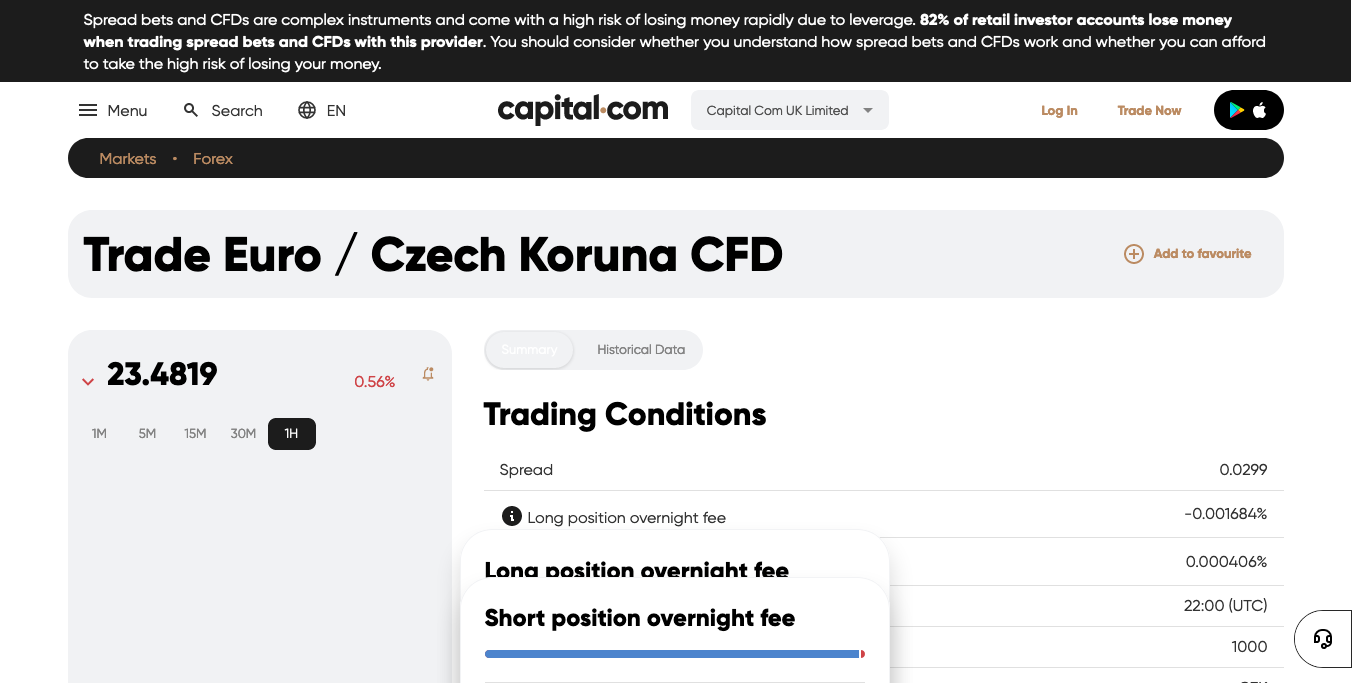 Spread bets and CFDs are complex instruments and come with a high risk of losing money rapidly due to leverage. 82% of retail investor accounts lose money
when trading spread bets and CFDs with this provider. You should consider whether you understand how spread bets and CFDs work and whether you can afford
to take the high risk of losing your money.
Menu Search EN capital.com Capital Com UK Limited Log In Trade Now
Markets • Forex
Trade Euro / Czech Koruna CFD Add to favourite
23.4819 0.56%
1M 5M 15M 30M 1H
Summary Historical Data
Trading Conditions
Spread 0.0299
Long position overnight fee -0.001684%
Long position overnight fee 0.000406%
Short position overnight fee 22:00 (UTC)
1000